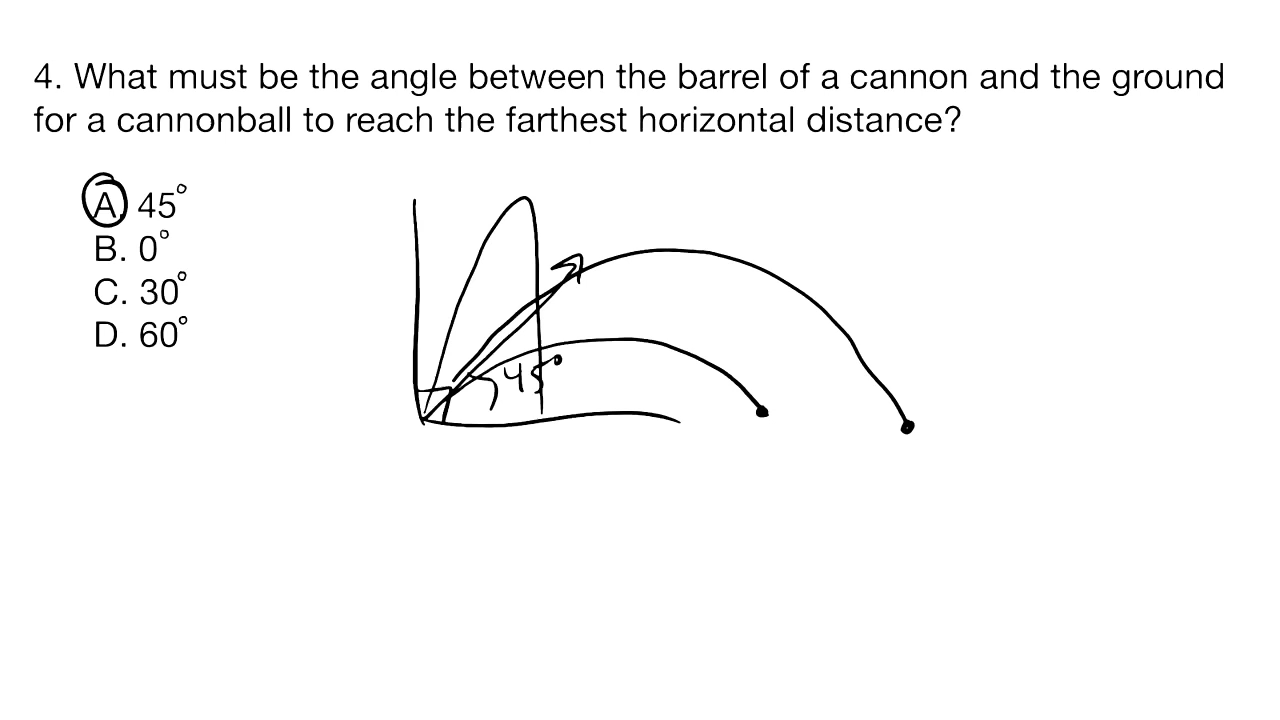 4. What must be the angle between the barrel of a cannon and the ground
for a cannonball to reach the farthest horizontal distance?
A. 45°
B. 0°
C. 30°
D. 60°
45°